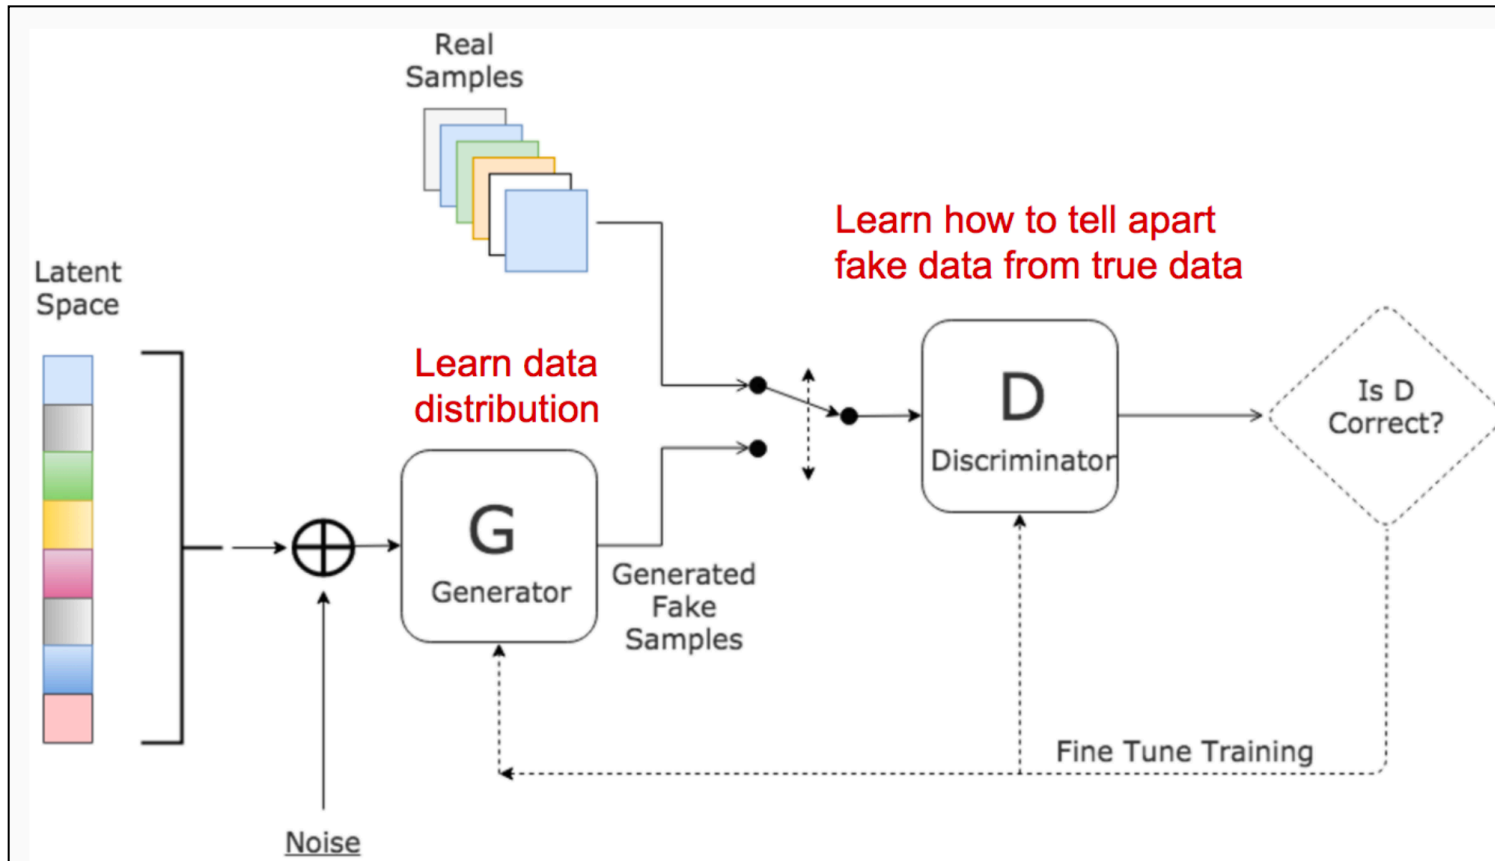 Real
Samples
Learn how to tell apart
fake data from true data
Latent
Space
Learn data
distribution
D
Discriminator
Is D
Correct?
G
Generator
Generated
Fake
Samples
Fine Tune Training
Noise